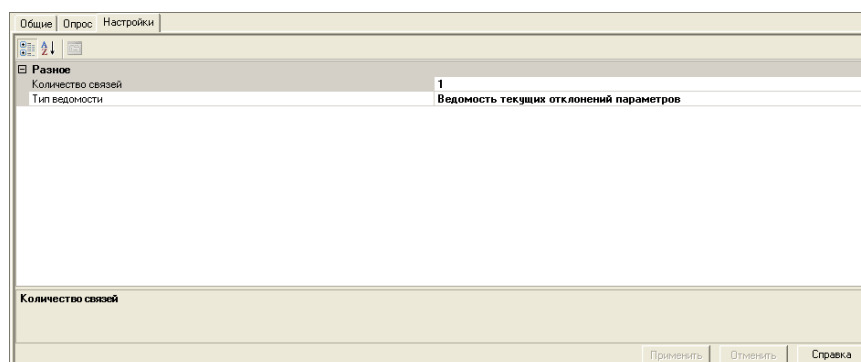 Общие Опрос Настройки
Разное
Количество связей 1
Тип ведомости Ведомость текущих отклонений параметров
Количество связей
Применить Отменить Справка